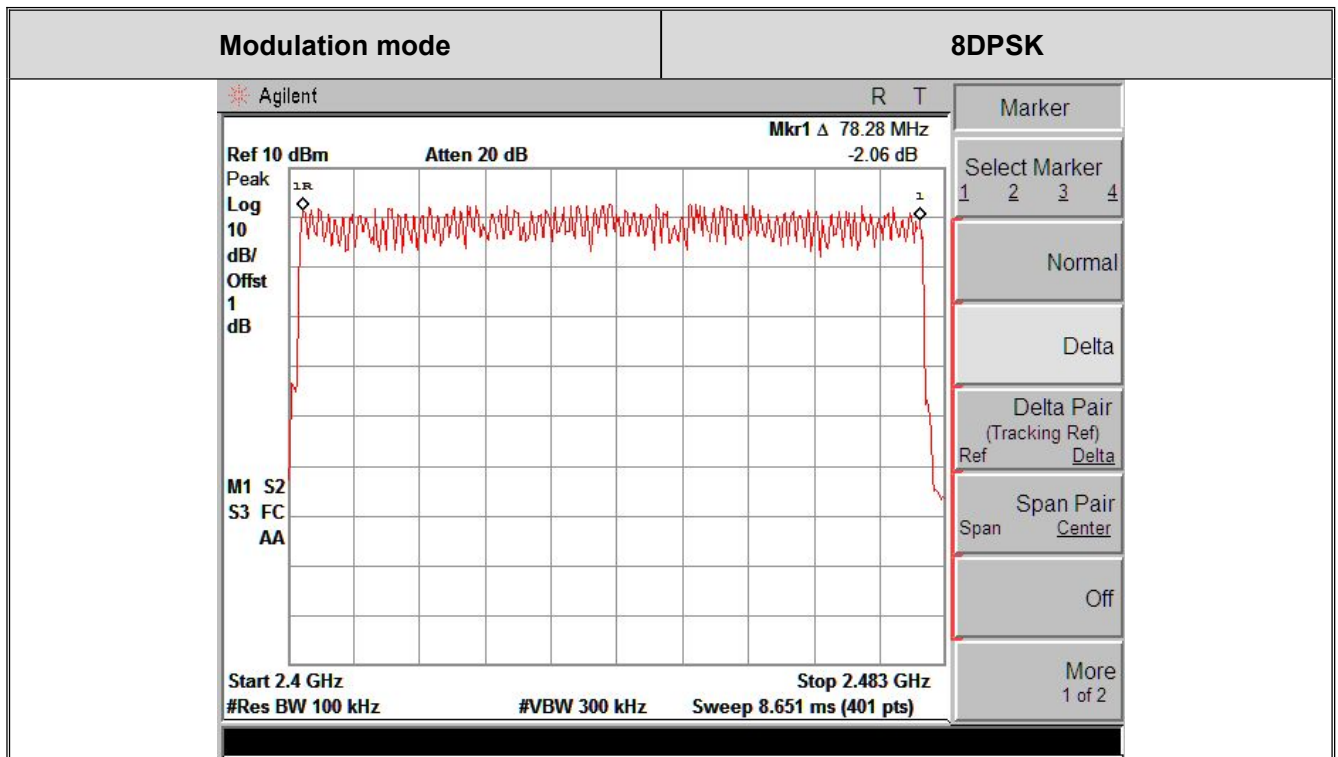 Modulation mode 8DPSK
Agilent R T
Mkr1 Δ 78.28 MHz
Ref 10 dBm Atten 20 dB -2.06 dB
Peak
Log
10
dB/
Offst
1
dB
1R
1
M1 S2
S3 FC
AA
Start 2.4 GHz Stop 2.483 GHz
#Res BW 100 kHz #VBW 300 kHz Sweep 8.651 ms (401 pts)
Marker
Select Marker
1 2 3 4
Normal
Delta
Delta Pair
(Tracking Ref)
Ref Delta
Span Pair
Span Center
Off
More
1 of 2